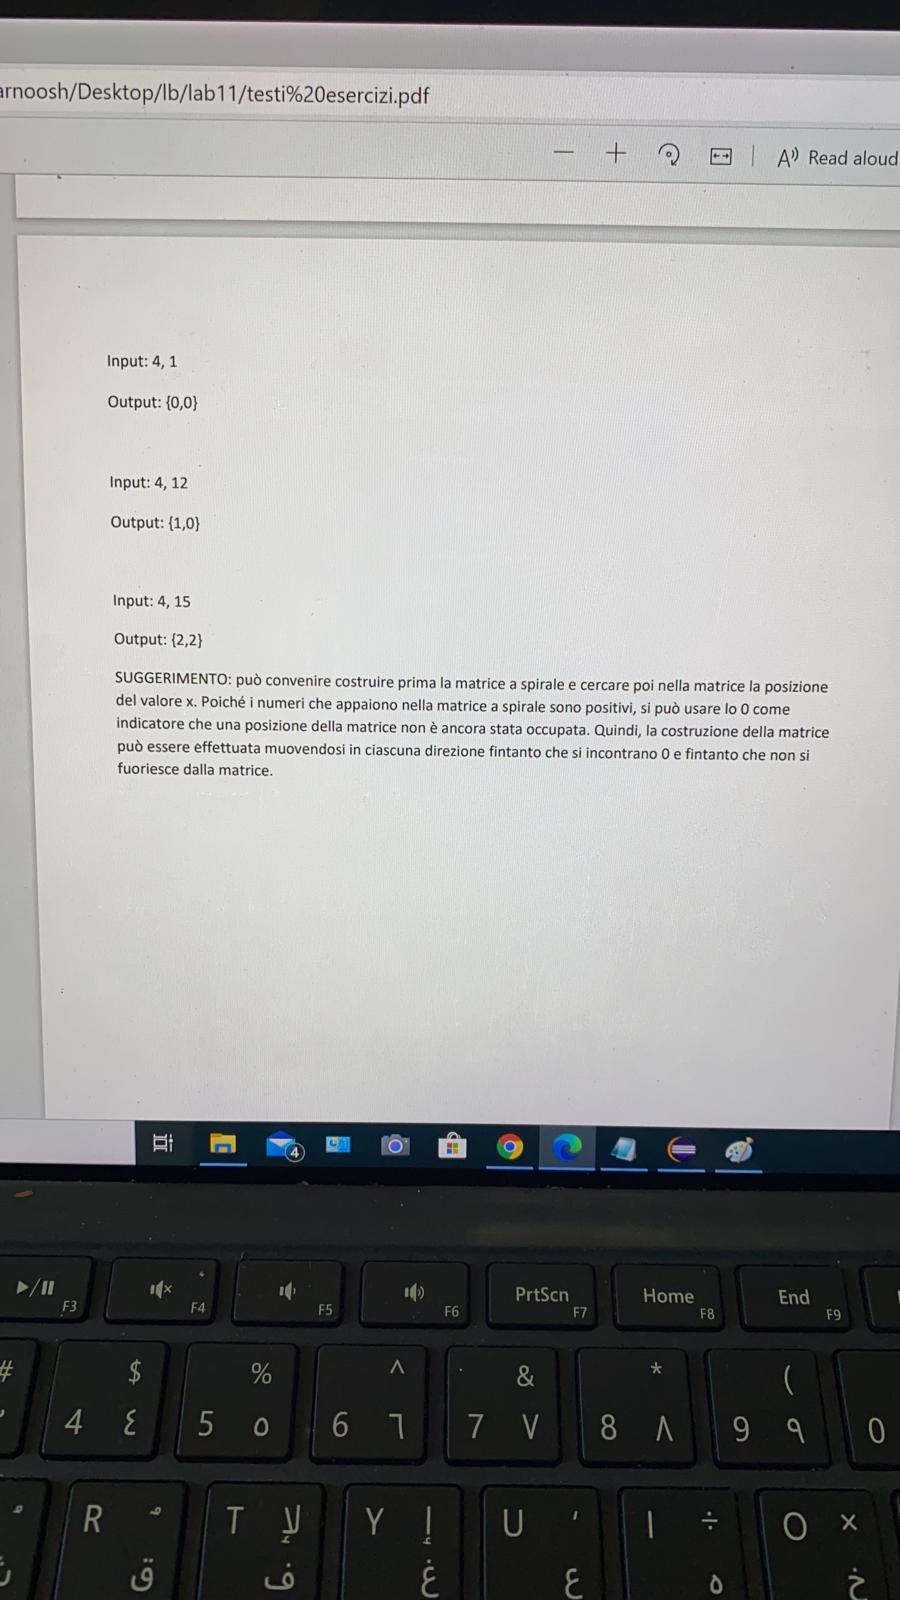 arnoosh/Desktop/lb/lab11/testi%20esercizi.pdf
Read aloud
Input: 4, 1
Output: {0,0}
Input: 4, 12
Output: {1,0}
Input: 4, 15
Output: {2,2}
SUGGERIMENTO: può convenire costruire prima la matrice a spirale e cercare poi nella matrice la posizione
del valore x. Poiché i numeri che appaiono nella matrice a spirale sono positivi, si può usare lo 0 come
indicatore che una posizione della matrice non è ancora stata occupata. Quindi, la costruzione della matrice
può essere effettuata muovendosi in ciascuna direzione fintanto che si incontrano 0 e fintanto che non si
fuoriesce dalla matrice.
4
F3 F4 F5 F6 PrtScn F7 Home F8 End F9
# $ % ^ & * (
4 ٤ 5 ٥ 6 ٦ 7 ٧ 8 ٨ 9 ٩ 0
R T لإ Y إ U ' I ÷ O ×
ق ف غ ع ه خ